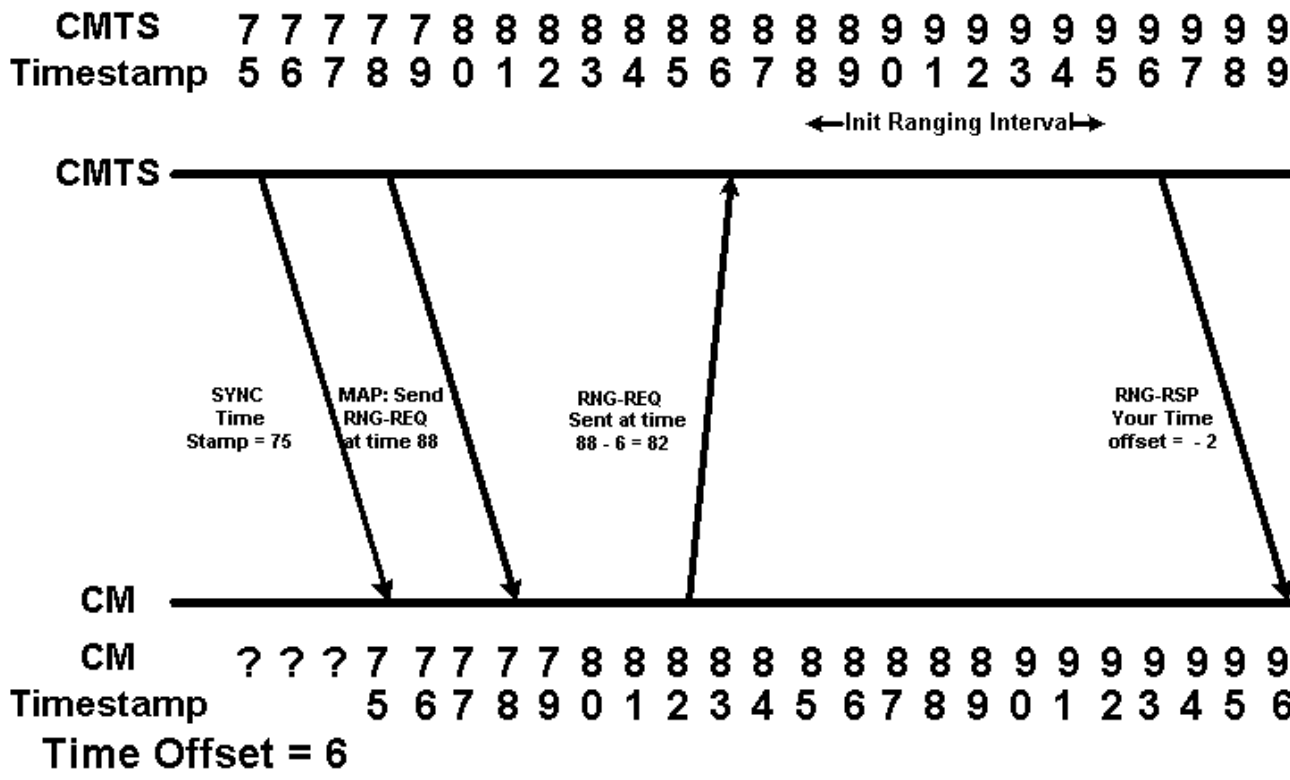 CMTS 7 7 7 7 7 8 8 8 8 8 8 8 8 8 8 9 9 9 9 9 9 9 9 9 9
Timestamp 5 6 7 8 9 0 1 2 3 4 5 6 7 8 9 0 1 2 3 4 5 6 7 8 9
Init Ranging Interval
CMTS
SYNC
Time
Stamp = 75
MAP: Send
RNG-REQ
at time 88
RNG-REQ
Sent at time
88 - 6 = 82
RNG-RSP
Your Time
offset = - 2
CM
CM ? ? ? 7 7 7 7 7 8 8 8 8 8 8 8 8 8 8 9 9 9 9 9 9 9
Timestamp 5 6 7 8 9 0 1 2 3 4 5 6 7 8 9 0 1 2 3 4 5 6
Time Offset = 6